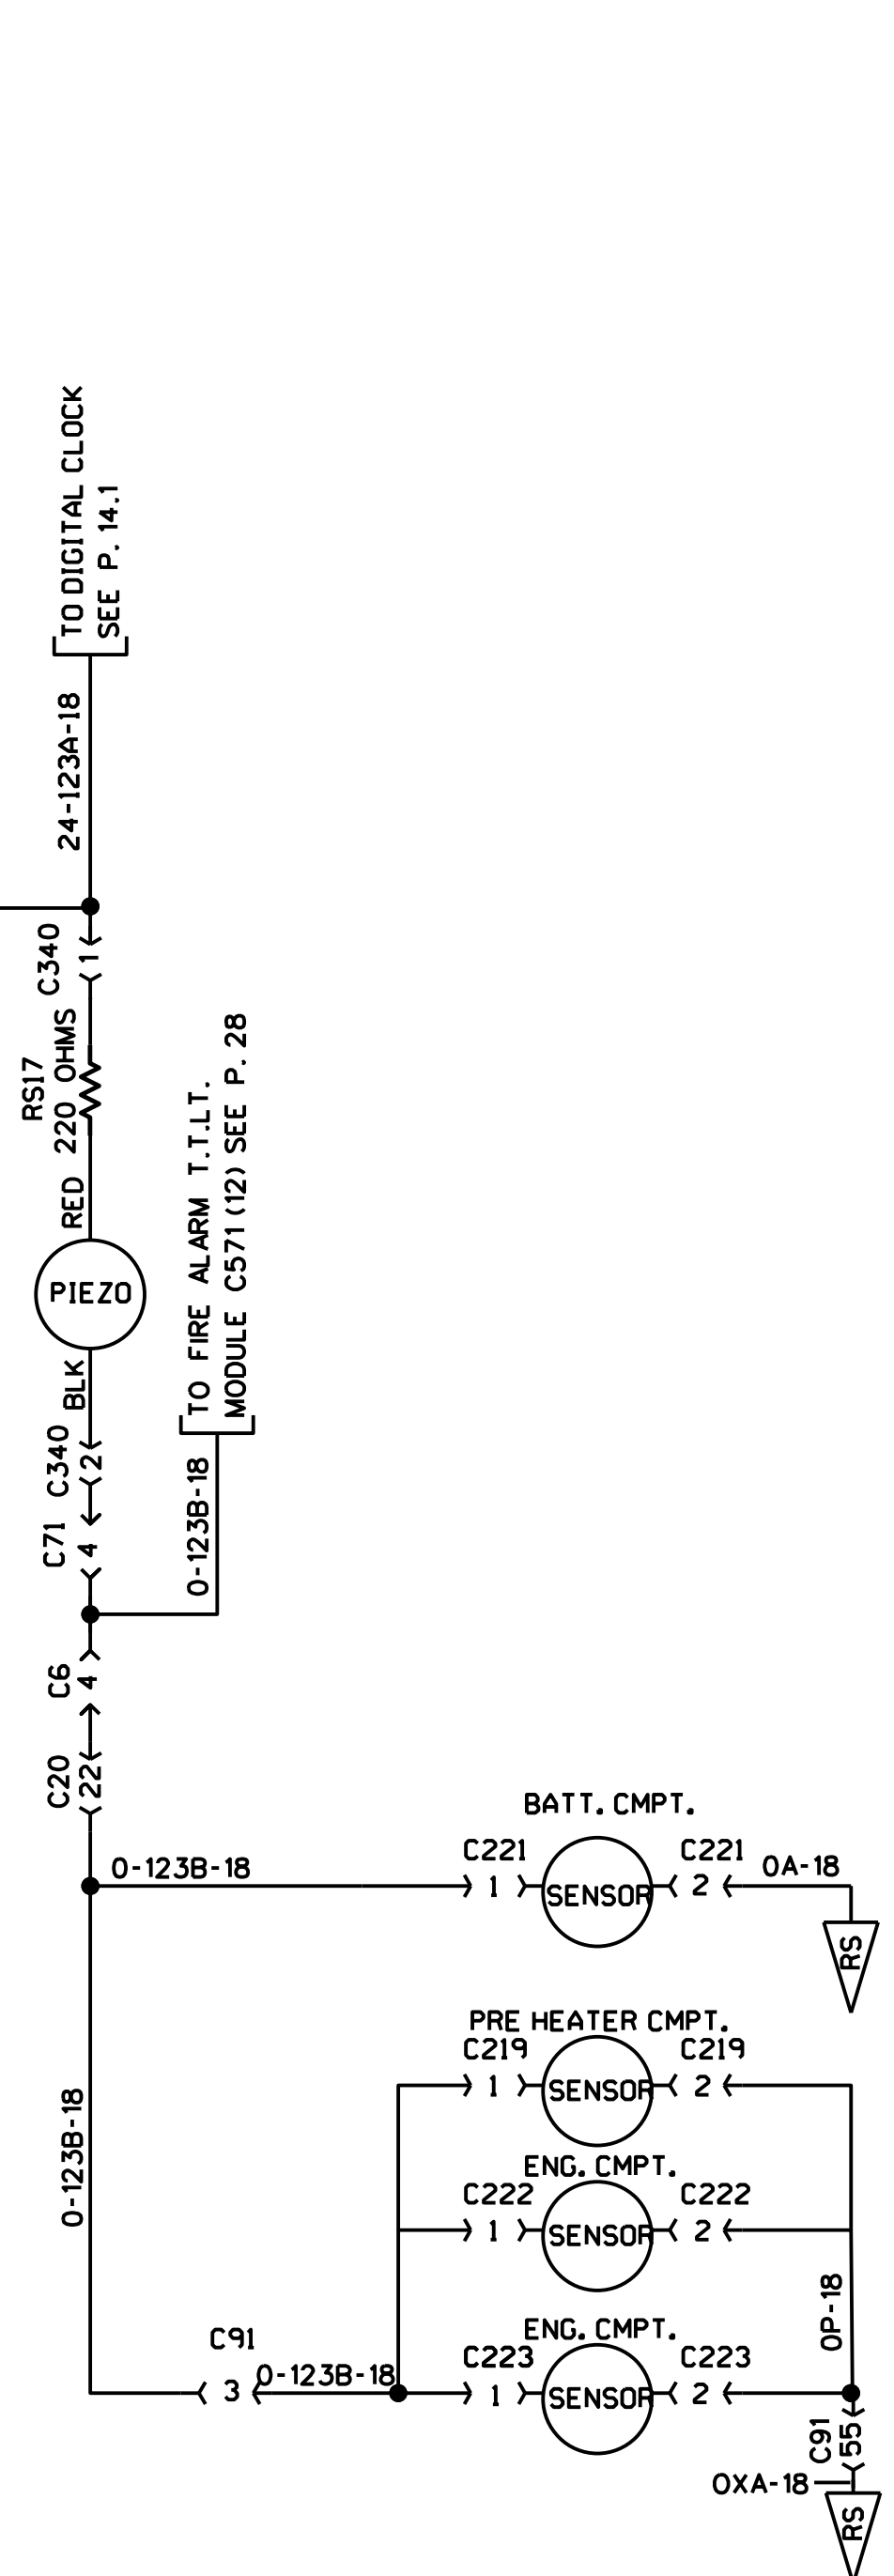 TO DIGITAL CLOCK
SEE P. 14.1
24-123A-18
C340
1
RS17
220 OHMS
RED
PIEZO
BLK
C340
2
C71
4
TO FIRE ALARM T.T.LT.
MODULE C571 (12) SEE P. 28
0-123B-18
C6
4
C20
22
0-123B-18
BATT. CMPT.
C221
1
SENSOR
C221
2
0A-18
RS
PRE HEATER CMPT.
C219
1
SENSOR
C219
2
ENG. CMPT.
C222
1
SENSOR
C222
2
0-123B-18
0P-18
C91
3
0-123B-18
ENG. CMPT.
C223
1
SENSOR
C223
2
C91
55
0XA-18
RS